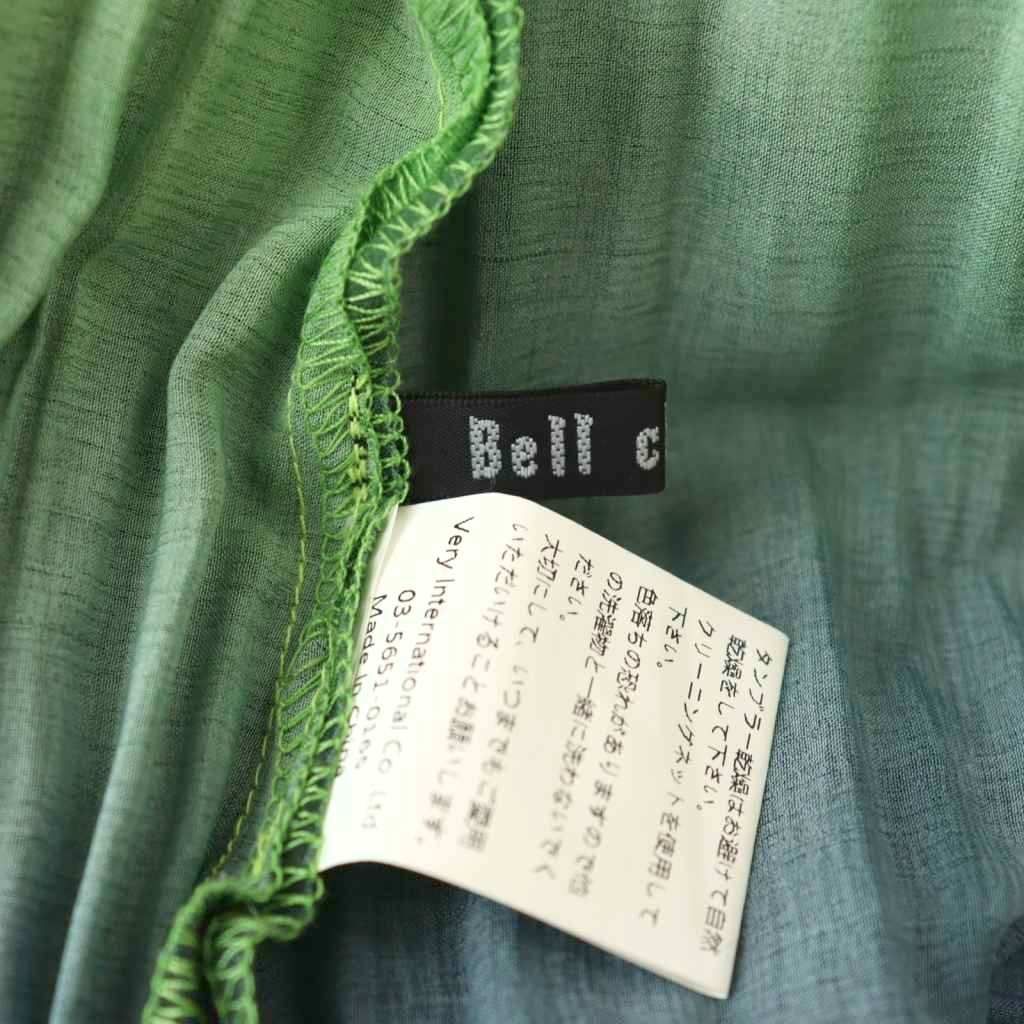 Bell c
タンブラー乾燥はお避けて自然
乾燥をして下さい。
クリーニングネットを使用して
下さい。
色落ちの恐れがありますので他
の洗濯物と一緒に洗わないでく
ださい。
大切にして、いつまでもご愛用
いただけることお願いします。
Very International Co Ltd
03-5651
Made In China